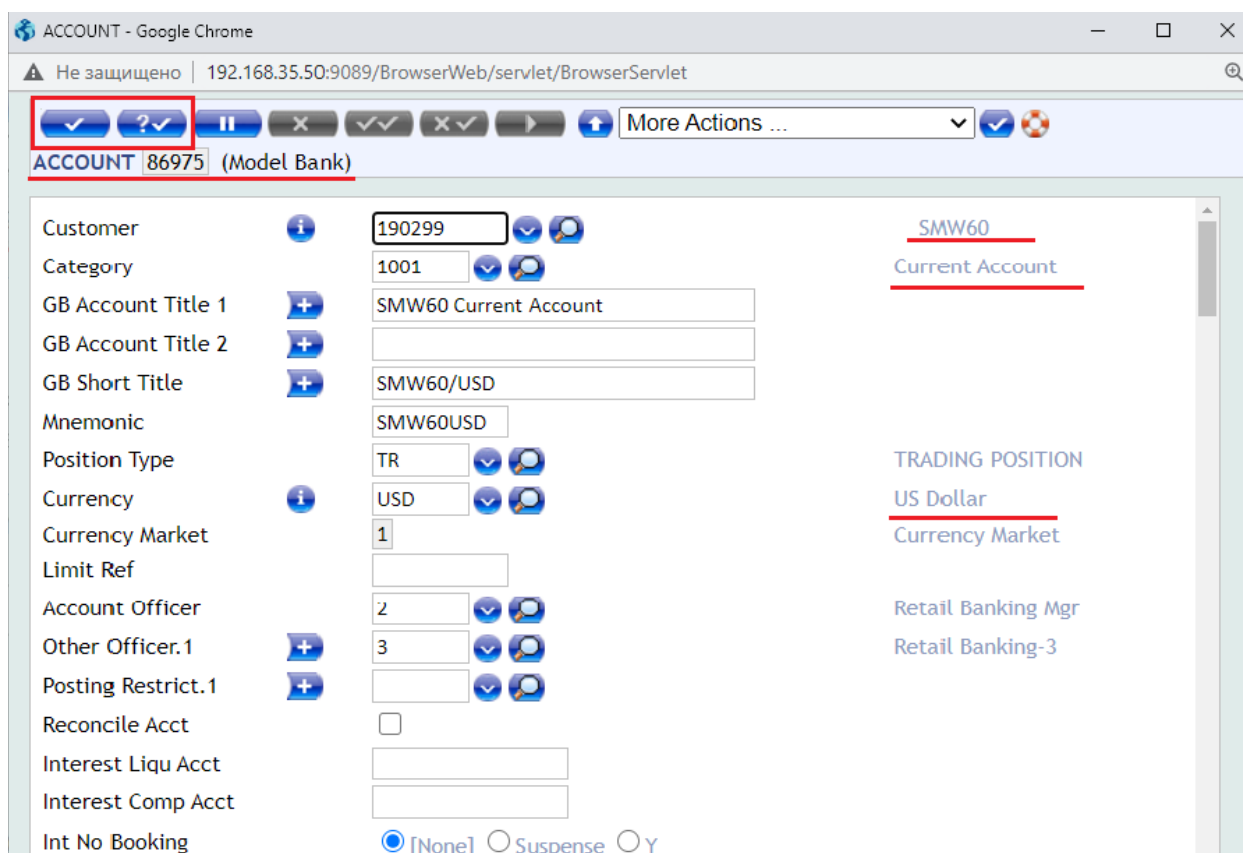 ACCOUNT - Google Chrome
Не защищено 192.168.35.50:9089/BrowserWeb/servlet/BrowserServlet
More Actions ...
ACCOUNT 86975 (Model Bank)
Customer 190299 SMW60
Category 1001 Current Account
GB Account Title 1 SMW60 Current Account
GB Account Title 2
GB Short Title SMW60/USD
Mnemonic SMW60USD
Position Type TR TRADING POSITION
Currency USD US Dollar
Currency Market 1 Currency Market
Limit Ref
Account Officer 2 Retail Banking Mgr
Other Officer.1 3 Retail Banking-3
Posting Restrict.1
Reconcile Acct
Interest Liqu Acct
Interest Comp Acct
Int No Booking [None] Suspense Y